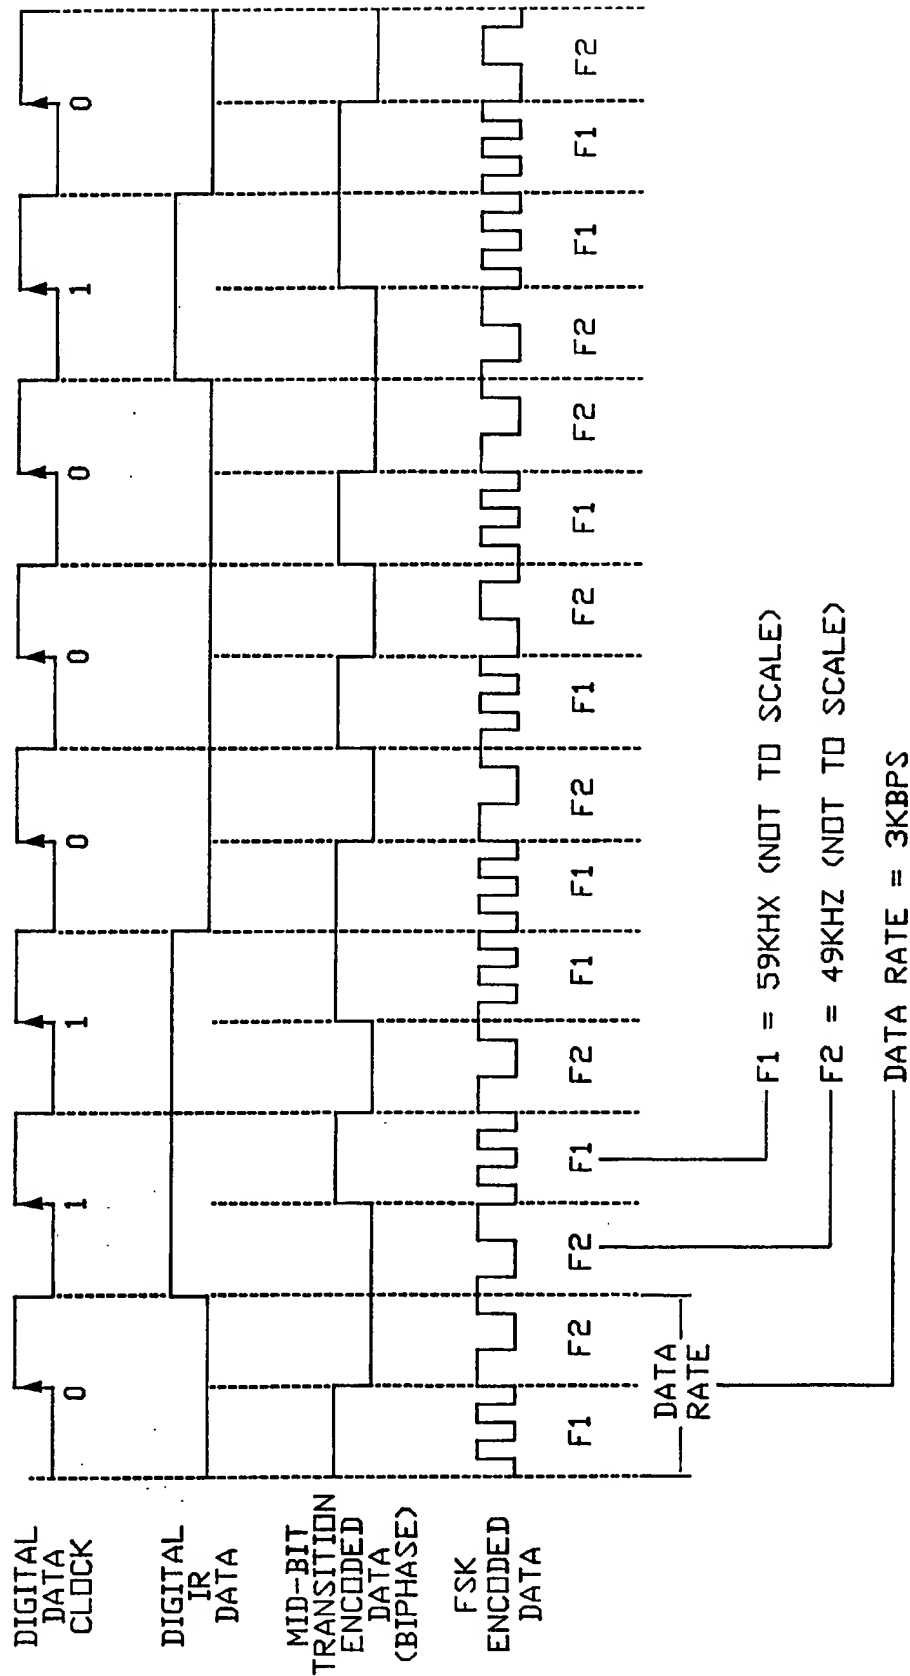 DIGITAL
DATA
CLOCK
0 1 1 0 0 0 1 0
DIGITAL
IR
DATA
MID-BIT
TRANSITION
ENCODED
DATA
(BIPHASE)
FSK
ENCODED
DATA
F1 F2 F2 F1 F2 F1 F1 F2 F1 F2 F1 F2 F2 F1 F1 F2
DATA
RATE
F1 = 59KHX (NOT TO SCALE)
F2 = 49KHZ (NOT TO SCALE)
DATA RATE = 3KBPS